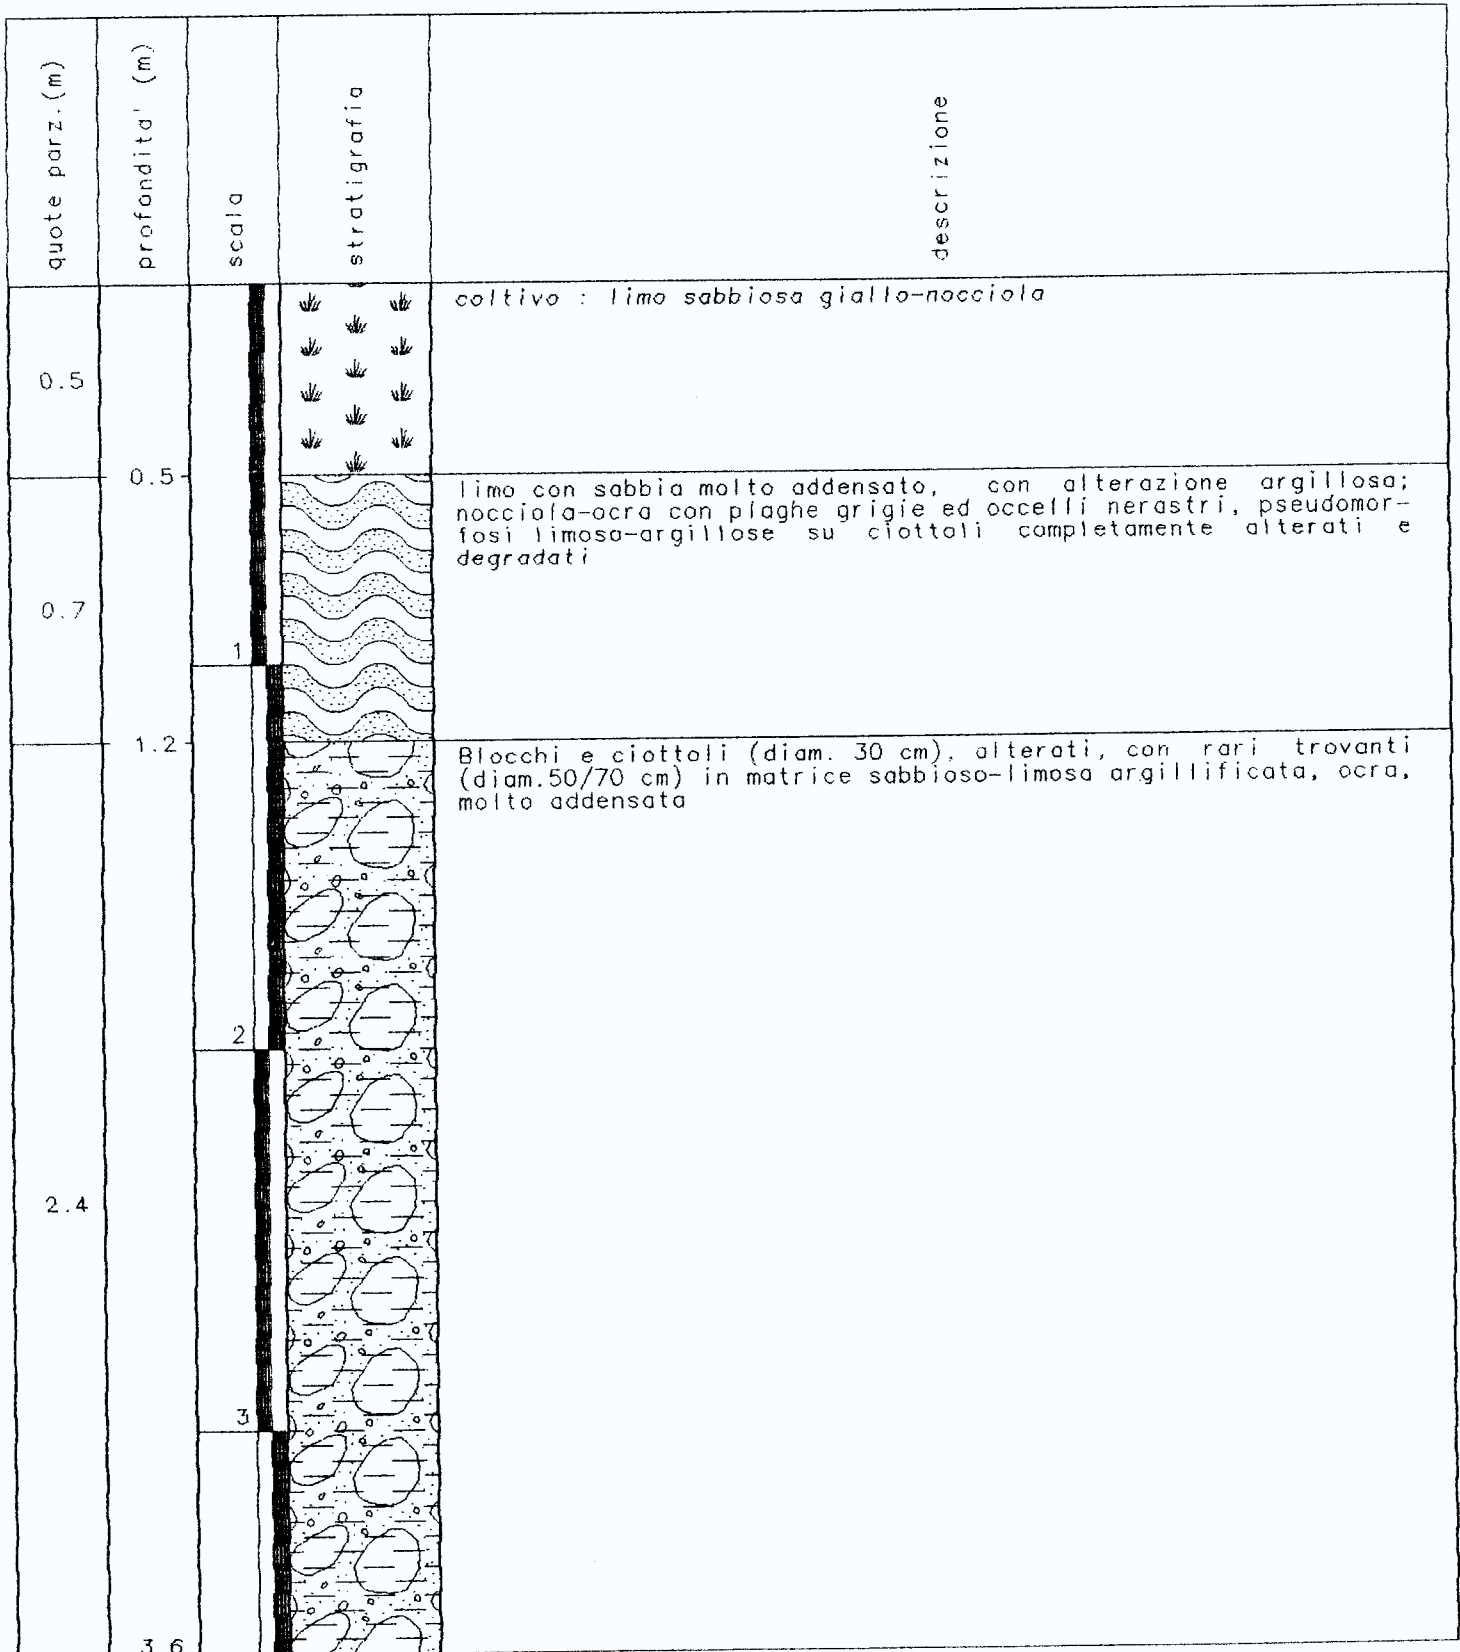 quote parz.(m)
profondita' (m)
scala
stratigrafia
descrizione
coltivo : limo sabbioso giallo-nocciola
0.5
0.5
limo con sabbia molto addensato, con alterazione argillosa;
nocciola-ocra con plaghe grigie ed occelli nerastri, pseudomor-
fosi limoso-argillose su ciottoli completamente alterati e
degradati
0.7
1
1.2
Blocchi e ciottoli (diam. 30 cm), alterati, con rari trovanti
(diam.50/70 cm) in matrice sabbioso-limosa argillificata, ocra,
molto addensata
2
2.4
3
3.6